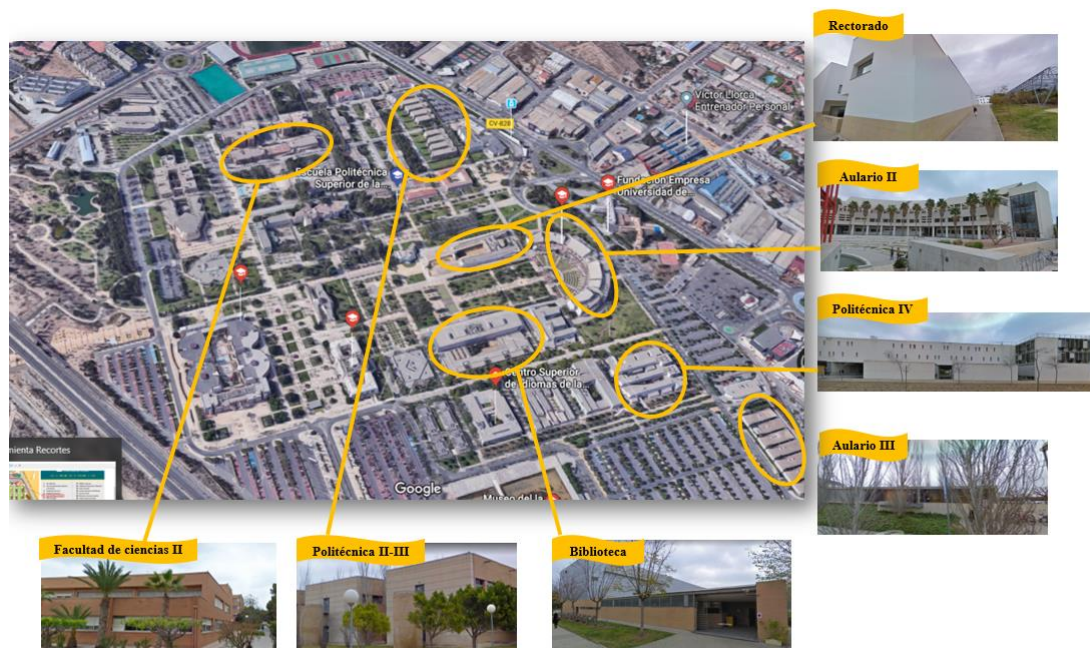 Rectorado
Víctor Llorca
Entrenador Personal
CV-828
Escuela Politécnica
Superior de la...
Fundación Empresa
Universidad de...
Aulario II
Politécnica IV
Centro Superior
de Idiomas de la...
Aulario III
mienta Recortes
Google
Museo del la
Facultad de ciencias II
Politécnica II-III
Biblioteca